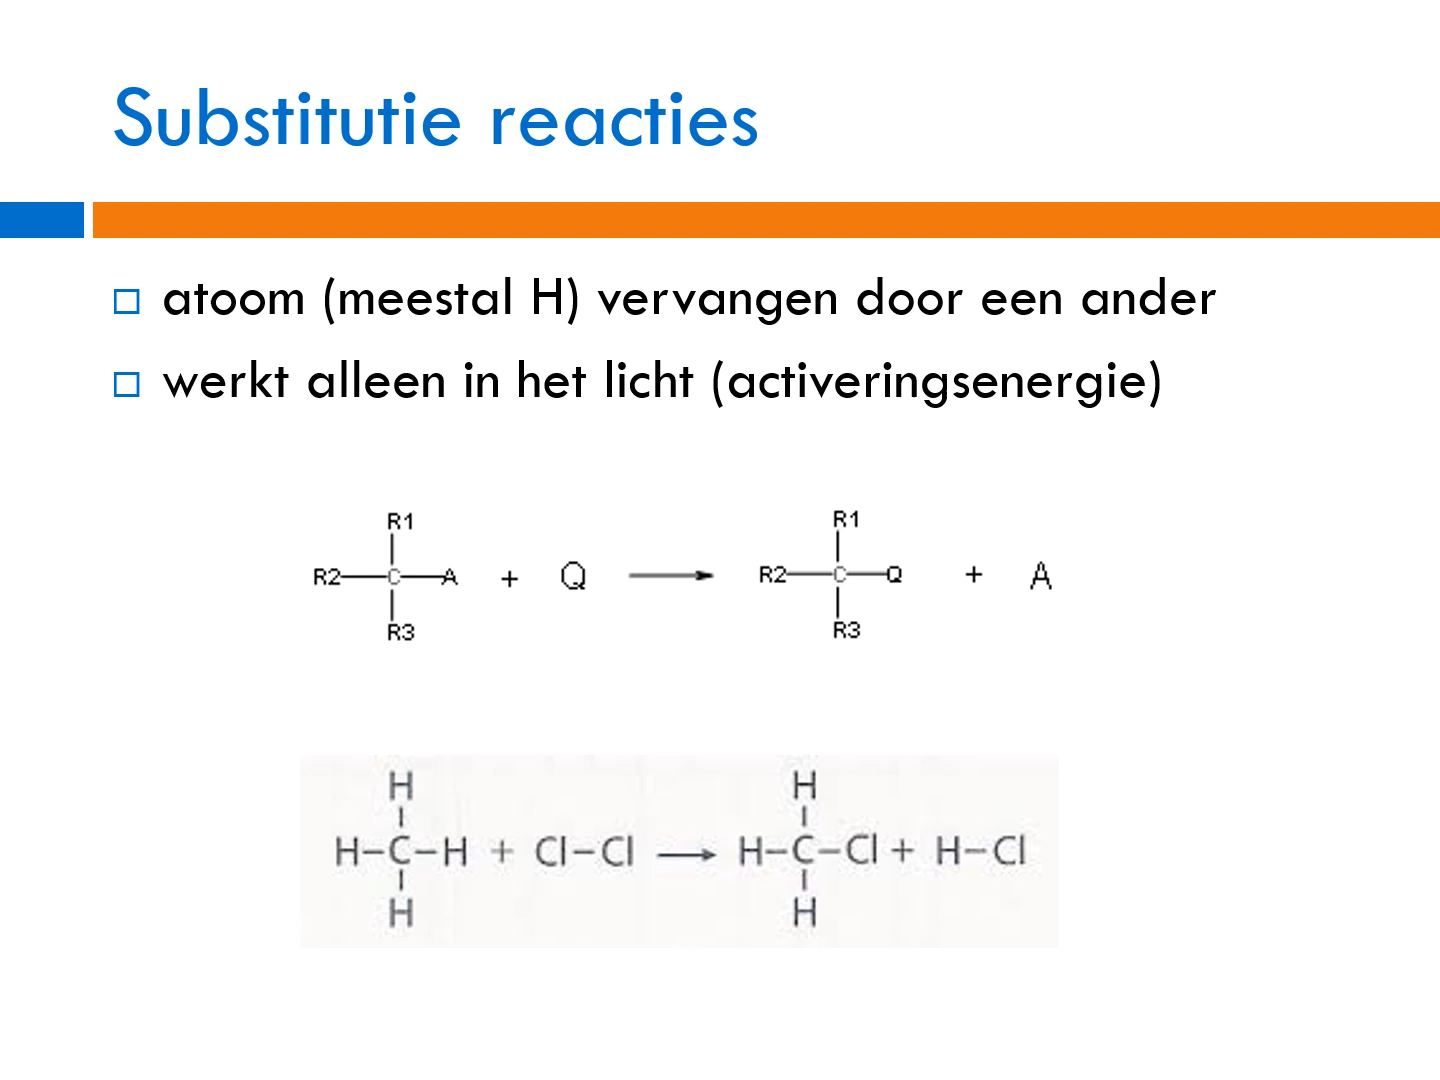 Substitutie reacties
atoom (meestal H) vervangen door een ander
werkt alleen in het licht (activeringsenergie)
R1 R1
R2 C A + Q R2 C Q + A
R3 R3
H H
H-C-H + Cl-Cl → H-C-Cl + H-Cl
H H